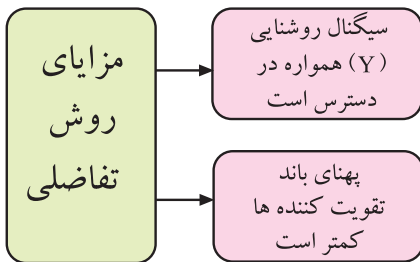 مزایای
روش
تفاضلی
سیگنال روشنایی
(Y) همواره در
دسترس است
پهنای باند
تقویت کننده ها
کمتر است